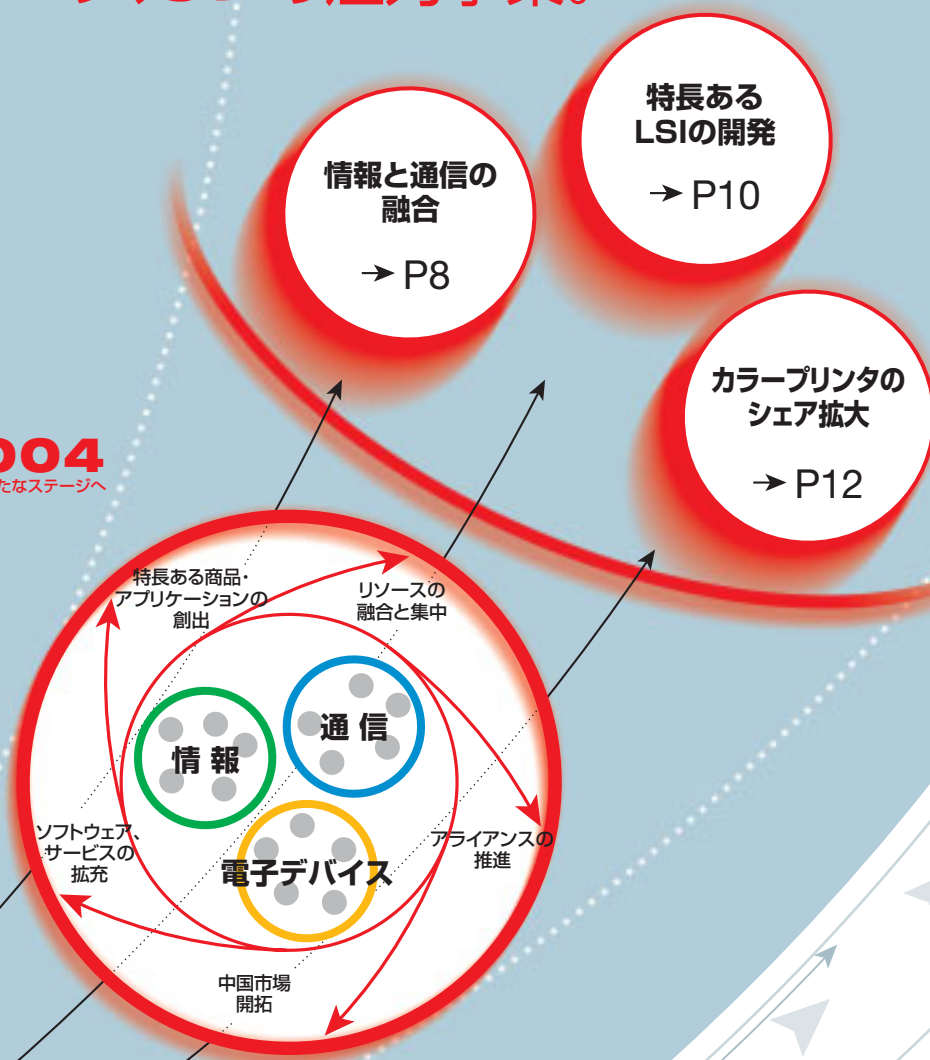 特長ある
LSIの開発
→ P10
情報と通信の
融合
→ P8
カラープリンタの
シェア拡大
→ P12
004
たなステージへ
特長ある商品・
アプリケーションの
創出
リソースの
融合と集中
通 信
情 報
電子デバイス
ソフトウェア、
サービスの
拡充
アライアンスの
推進
中国市場
開拓